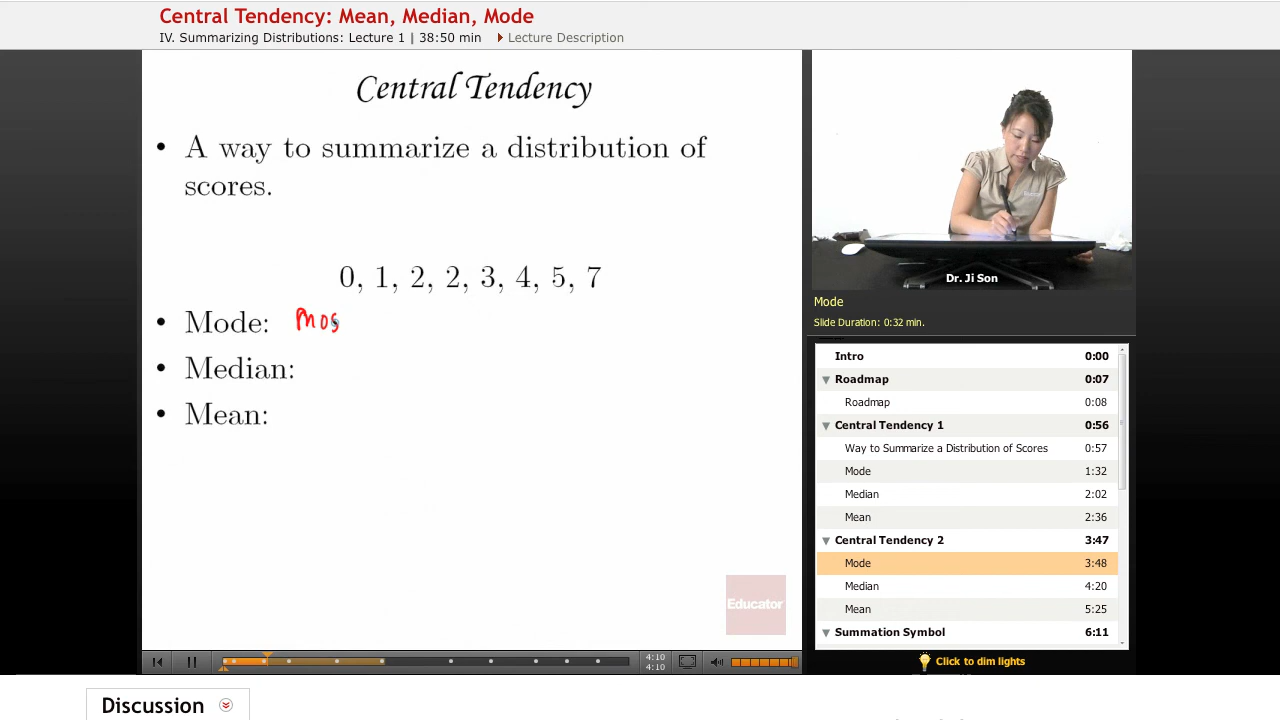 Central Tendency: Mean, Median, Mode
IV. Summarizing Distributions: Lecture 1 | 38:50 min
Lecture Description
Central Tendency
• A way to summarize a distribution of
scores.
0, 1, 2, 2, 3, 4, 5, 7
• Mode: mos
• Median:
• Mean:
Educator
4:10
4:10
Dr. Ji Son
Mode
Slide Duration: 0:32 min.
Intro 0:00
Roadmap 0:07
Roadmap 0:08
Central Tendency 1 0:56
Way to Summarize a Distribution of Scores 0:57
Mode 1:32
Median 2:02
Mean 2:36
Central Tendency 2 3:47
Mode 3:48
Median 4:20
Mean 5:25
Summation Symbol 6:11
Click to dim lights
Discussion